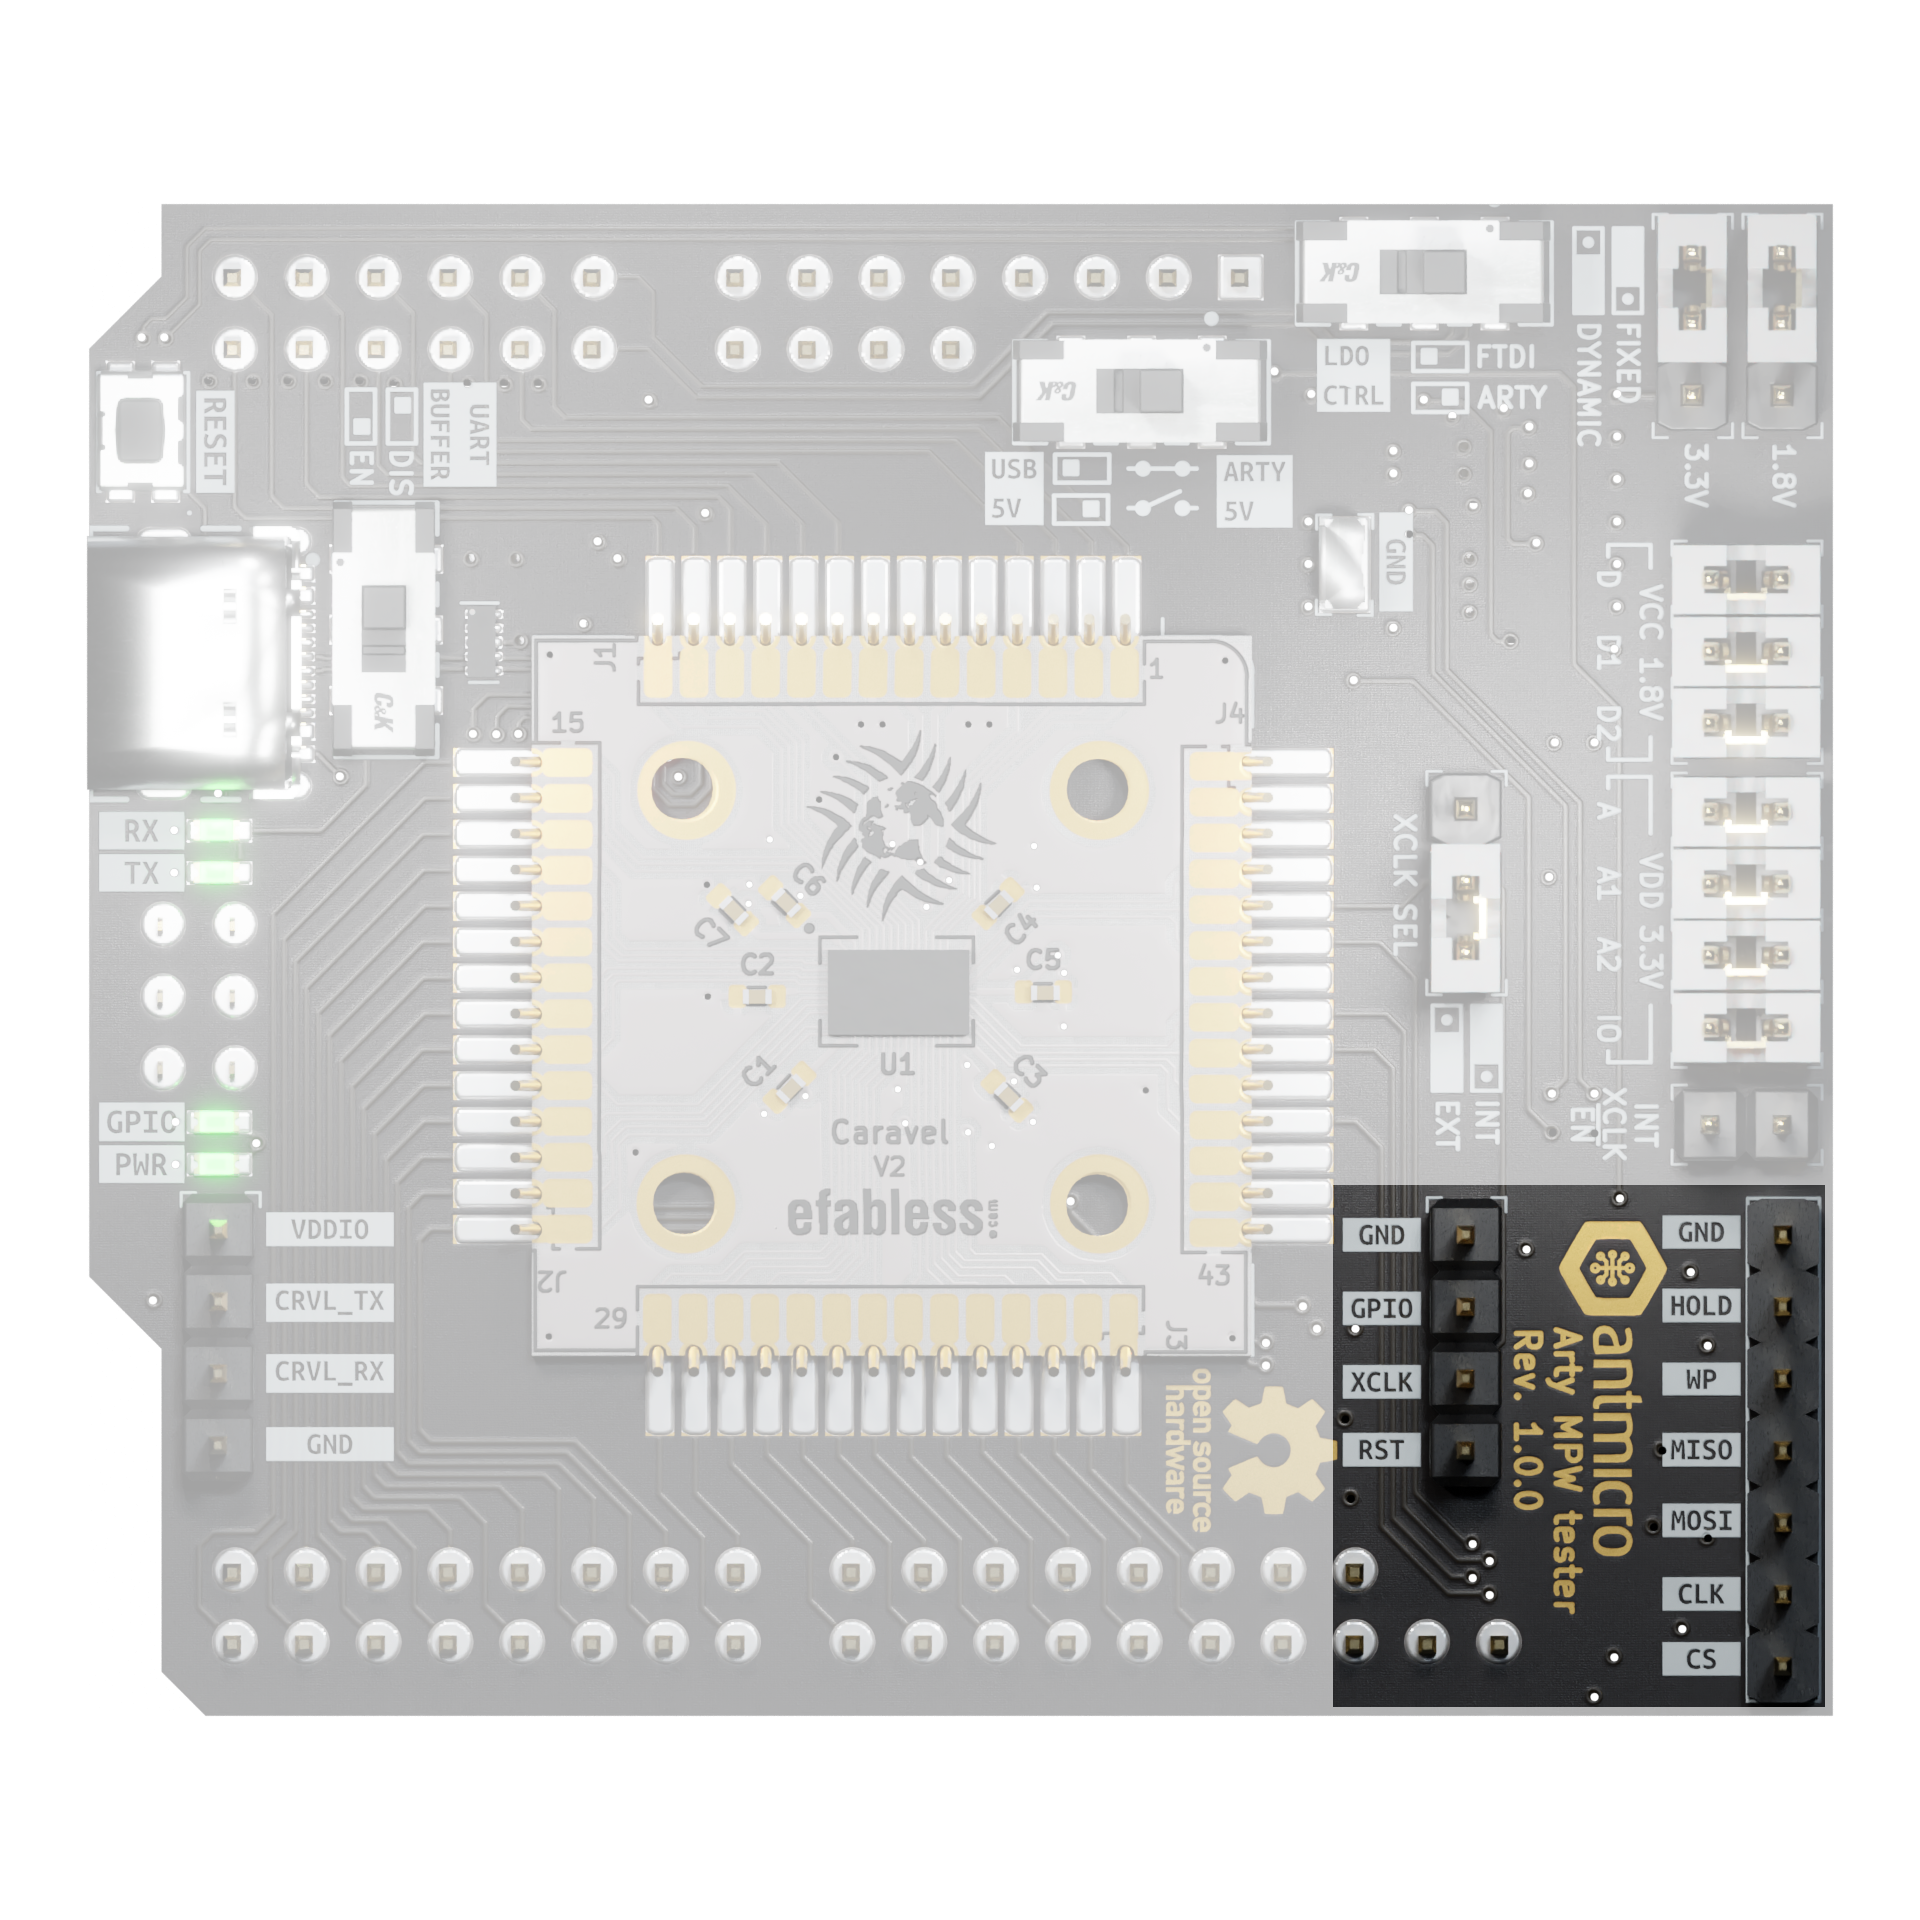 C&K
LDO
CTRL
FTDI
ARTY
DYNAMIC
FIXED
3.3V
1.8V
C&K
USB
5V
ARTY
5V
RESET
EN
DIS
UART
BUFFER
C&K
GND
D
D1
D2
VCC 1.8V
A
A1
A2
IO
VDD 3.3V
J1
1
15
J4
RX
TX
XCLK SEL
C7
C6
C4
C2
C5
U1
C1
C3
Caravel
V2
efabless.com
EXT
INT
INT
XCLK
EN
GPIO
PWR
VDDIO
CRVL_TX
CRVL_RX
GND
J2
29
43
J3
open source
hardware
GND
GPIO
XCLK
RST
antmicro
Arty MPW tester
Rev. 1.0.0
GND
HOLD
WP
MISO
MOSI
CLK
CS